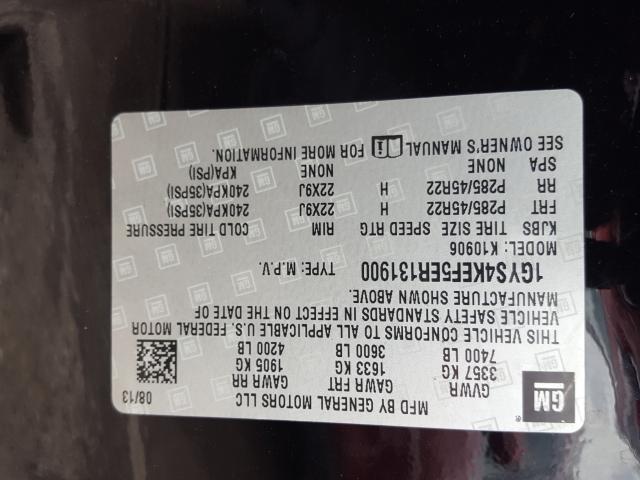 MFD BY GENERAL MOTORS LLC 08/13
GM
GVWR GAWR FRT GAWR RR
3357 KG 1633 KG 1905 KG
7400 LB 3600 LB 4200 LB
THIS VEHICLE CONFORMS TO ALL APPLICABLE U.S. FEDERAL MOTOR
VEHICLE SAFETY STANDARDS IN EFFECT ON THE DATE OF
MANUFACTURE SHOWN ABOVE.
1GYS4KEF5ER131900 TYPE: M.P.V.
MODEL: K10906
KJBS TIRE SIZE SPEED RTG RIM COLD TIRE PRESSURE
FRT P285/45R22 H 22X9J 240KPA(35PSI)
RR P285/45R22 H 22X9J 240KPA(35PSI)
SPA NONE NONE KPA(PSI)
SEE OWNER'S MANUAL FOR MORE INFORMATION.